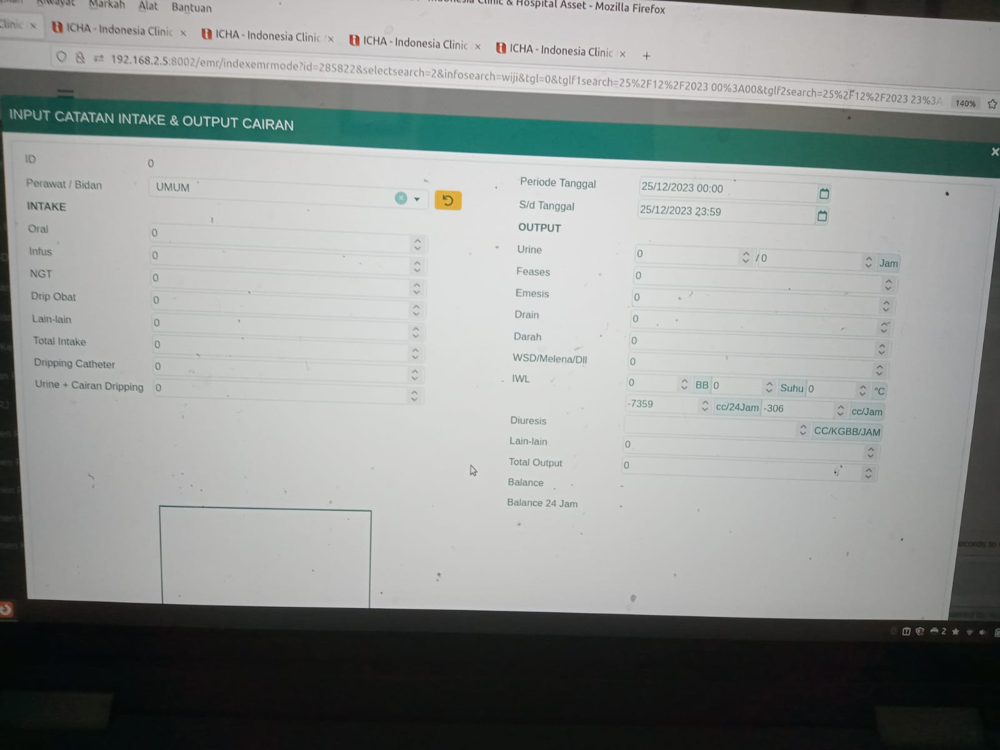 Riwayat Markah Alat Bantuan
Clinic & Hospital Asset - Mozilla Firefox
Clinic × ICHA - Indonesia Clinic × ICHA - Indonesia Clinic × ICHA - Indonesia Clinic × ICHA - Indonesia Clinic × +
192.168.2.5:8002/emr/indexemrmode?id=285822&selectsearch=2&infosearch=wiji&tgl=0&tglf1search=25%2F12%2F2023 00%3A00&tglf2search=25%2F12%2F2023 23%3A 140%
INPUT CATATAN INTAKE & OUTPUT CAIRAN
×
ID 0
Perawat / Bidan UMUM
INTAKE
Oral 0
Infus 0
NGT 0
Drip Obat 0
Lain-lain 0
Total Intake 0
Dripping Catheter 0
Urine + Cairan Dripping 0
Periode Tanggal 25/12/2023 00:00
S/d Tanggal 25/12/2023 23:59
OUTPUT
Urine 0 / 0 Jam
Feases 0
Emesis 0
Drain 0
Darah 0
WSD/Melena/Dll 0
IWL 0 BB 0 Suhu 0 °C
-7359 cc/24Jam -306 cc/Jam
Diuresis CC/KGBB/JAM
Lain-lain 0
Total Output 0
Balance -
Balance 24 Jam -
ecords to
2